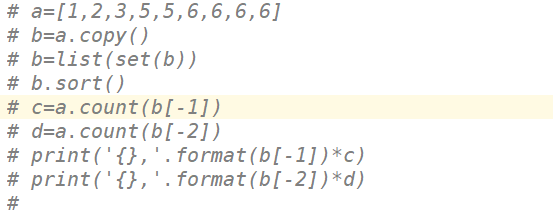 # a=[1,2,3,5,5,6,6,6,6]
# b=a.copy()
# b=list(set(b))
# b.sort()
# c=a.count(b[-1])
# d=a.count(b[-2])
# print('{},'.format(b[-1])*c)
# print('{},'.format(b[-2])*d)
#